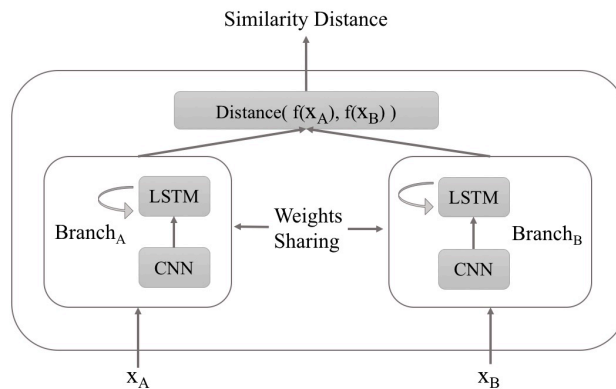 Similarity Distance
Distance( f(x_A), f(x_B) )
LSTM
Branch_A
CNN
Weights
Sharing
LSTM
Branch_B
CNN
x_A
x_B